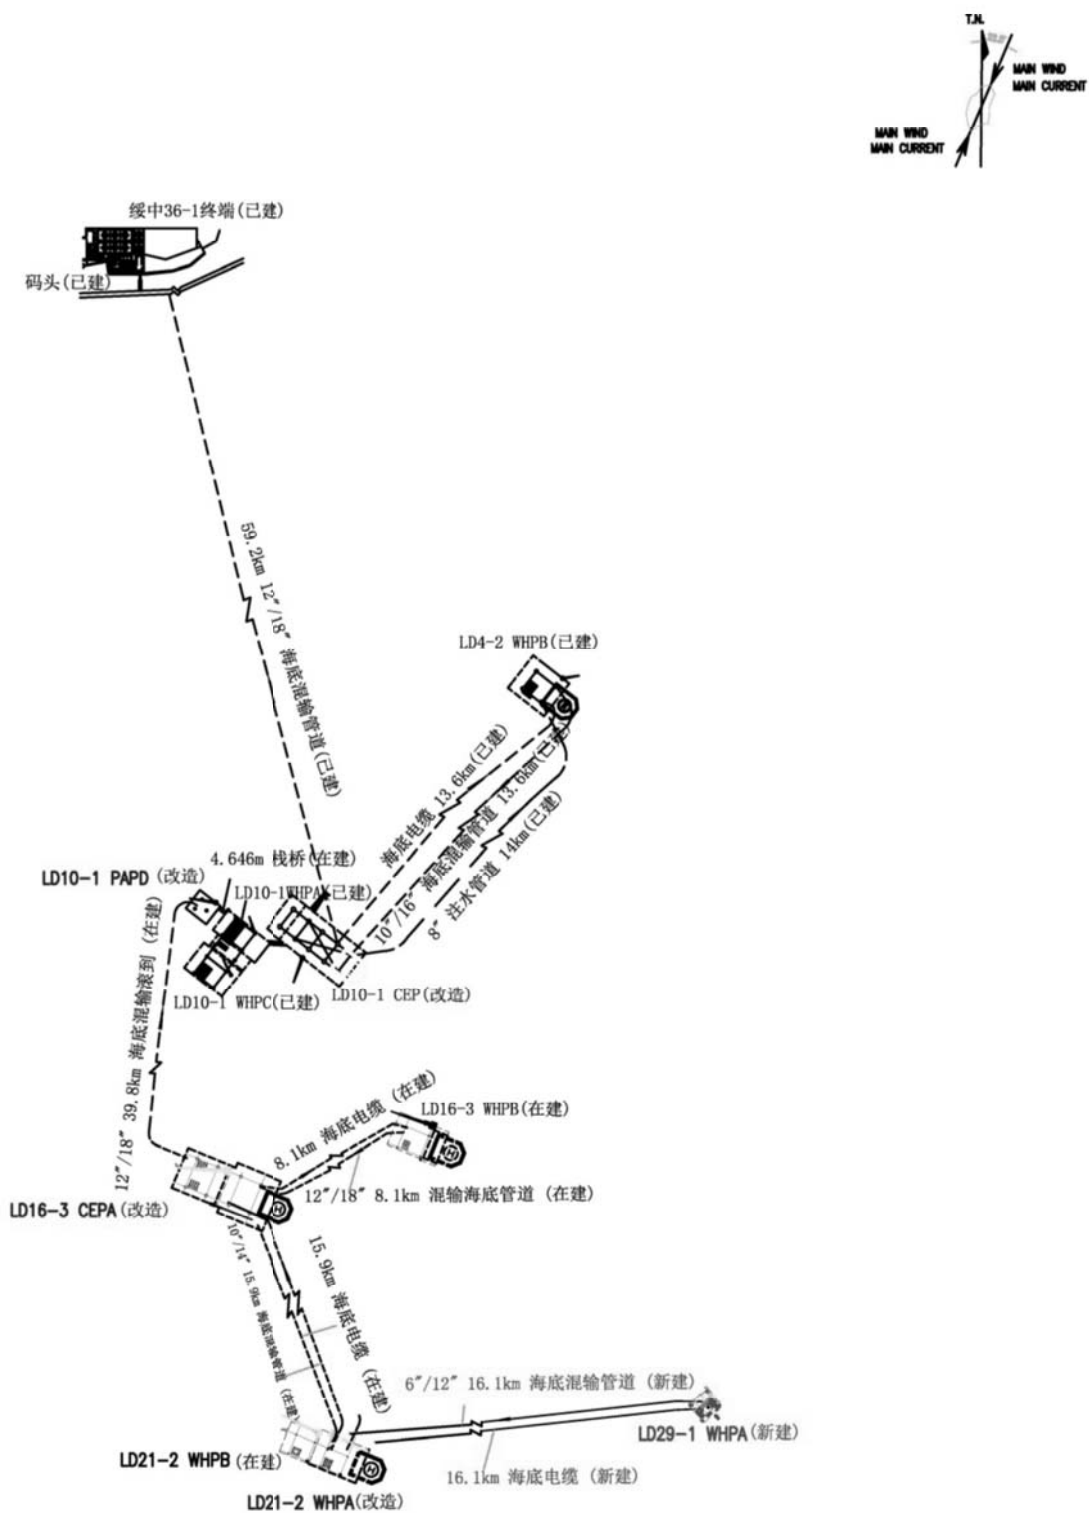 T.N.
MAIN WIND
MAIN CURRENT
MAIN WIND
MAIN CURRENT
绥中36-1终端(已建)
码头(已建)
59.2km 12"/18" 海底混输管道(已建)
LD4-2 WHPB(已建)
海底电缆 13.6km(已建)
10"/16" 海底混输管道 13.6km(已建)
8" 注水管道 14km(已建)
4.646m 栈桥(在建)
LD10-1 PAPD(改造)
LD10-1WHPA(已建)
LD10-1 WHPC(已建)
LD10-1 CEP(改造)
12"/18" 39.8km 海底混输滚到 (在建)
8.1km 海底电缆 (在建)
LD16-3 WHPB(在建)
12"/18" 8.1km 混输海底管道 (在建)
LD16-3 CEPA(改造)
10"/14" 15.9km 海底混输管道 (在建)
15.9km 海底电缆 (在建)
6"/12" 16.1km 海底混输管道 (新建)
LD29-1 WHPA(新建)
LD21-2 WHPB(在建)
16.1km 海底电缆 (新建)
LD21-2 WHPA(改造)